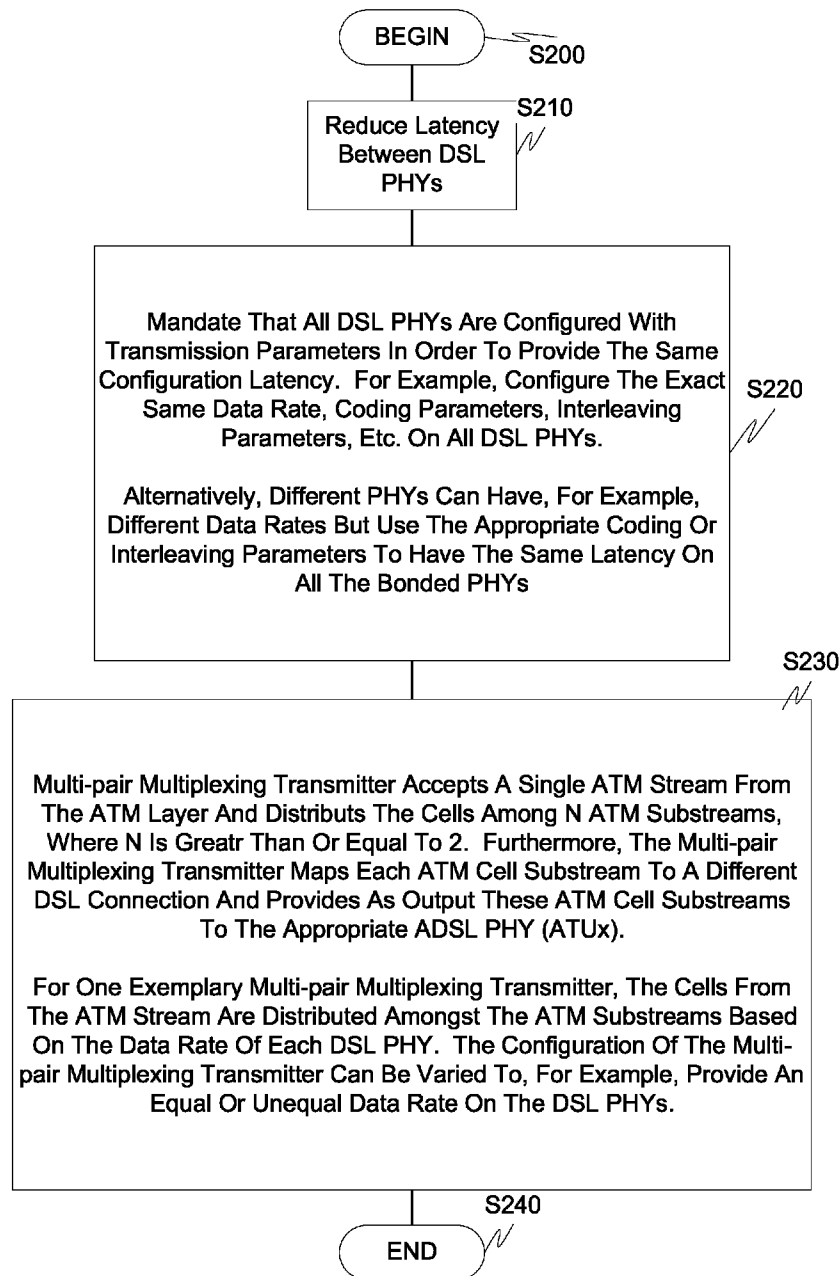 BEGIN
S200
S210
Reduce Latency
Between DSL
PHYs
Mandate That All DSL PHYs Are Configured With
Transmission Parameters In Order To Provide The Same
Configuration Latency. For Example, Configure The Exact
Same Data Rate, Coding Parameters, Interleaving
Parameters, Etc. On All DSL PHYs.
S220
Alternatively, Different PHYs Can Have, For Example,
Different Data Rates But Use The Appropriate Coding Or
Interleaving Parameters To Have The Same Latency On
All The Bonded PHYs
S230
Multi-pair Multiplexing Transmitter Accepts A Single ATM Stream From
The ATM Layer And Distributs The Cells Among N ATM Substreams,
Where N Is Greatr Than Or Equal To 2. Furthermore, The Multi-pair
Multiplexing Transmitter Maps Each ATM Cell Substream To A Different
DSL Connection And Provides As Output These ATM Cell Substreams
To The Appropriate ADSL PHY (ATUx).
For One Exemplary Multi-pair Multiplexing Transmitter, The Cells From
The ATM Stream Are Distributed Amongst The ATM Substreams Based
On The Data Rate Of Each DSL PHY. The Configuration Of The Multi-
pair Multiplexing Transmitter Can Be Varied To, For Example, Provide An
Equal Or Unequal Data Rate On The DSL PHYs.
S240
END